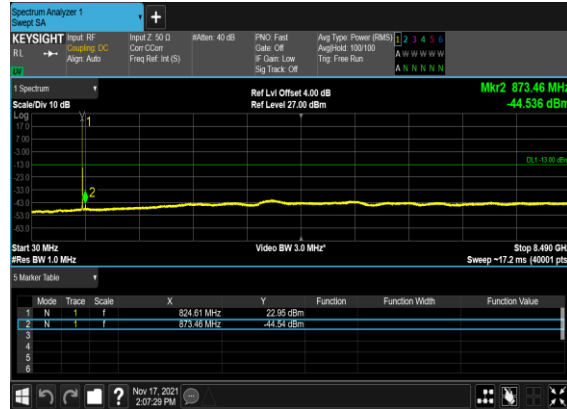 Spectrum Analyzer 1
Swept SA
+
KEYSIGHT Input: RF Input Z: 50 Ω #Atten: 40 dB PNO: Fast Avg Type: Power (RMS) 1 2 3 4 5 6
RL Coupling: DC Corr CCorr Gate: Off Avg|Hold: 100/100 A W W W W W
Align: Auto Freq Ref: Int (S) IF Gain: Low Trig: Free Run
Sig Track: Off A N N N N N
1 Spectrum Ref Lvl Offset 4.00 dB Mkr2 873.46 MHz
Scale/Div 10 dB Ref Level 27.00 dBm -44.536 dBm
Log
17.0
7.00
-3.00
-13.0 DL1 -13.00 dBm
-23.0
-33.0
-43.0
-53.0
-63.0
1
2
Start 30 MHz Video BW 3.0 MHz* Stop 8.490 GHz
#Res BW 1.0 MHz Sweep ~17.2 ms (40001 pts)
5 Marker Table
Mode Trace Scale X Y Function Function Width Function Value
1 N 1 f 824.61 MHz 22.95 dBm
2 N 1 f 873.46 MHz -44.54 dBm
3
4
5
6
? Nov 17, 2021
2:07:29 PM